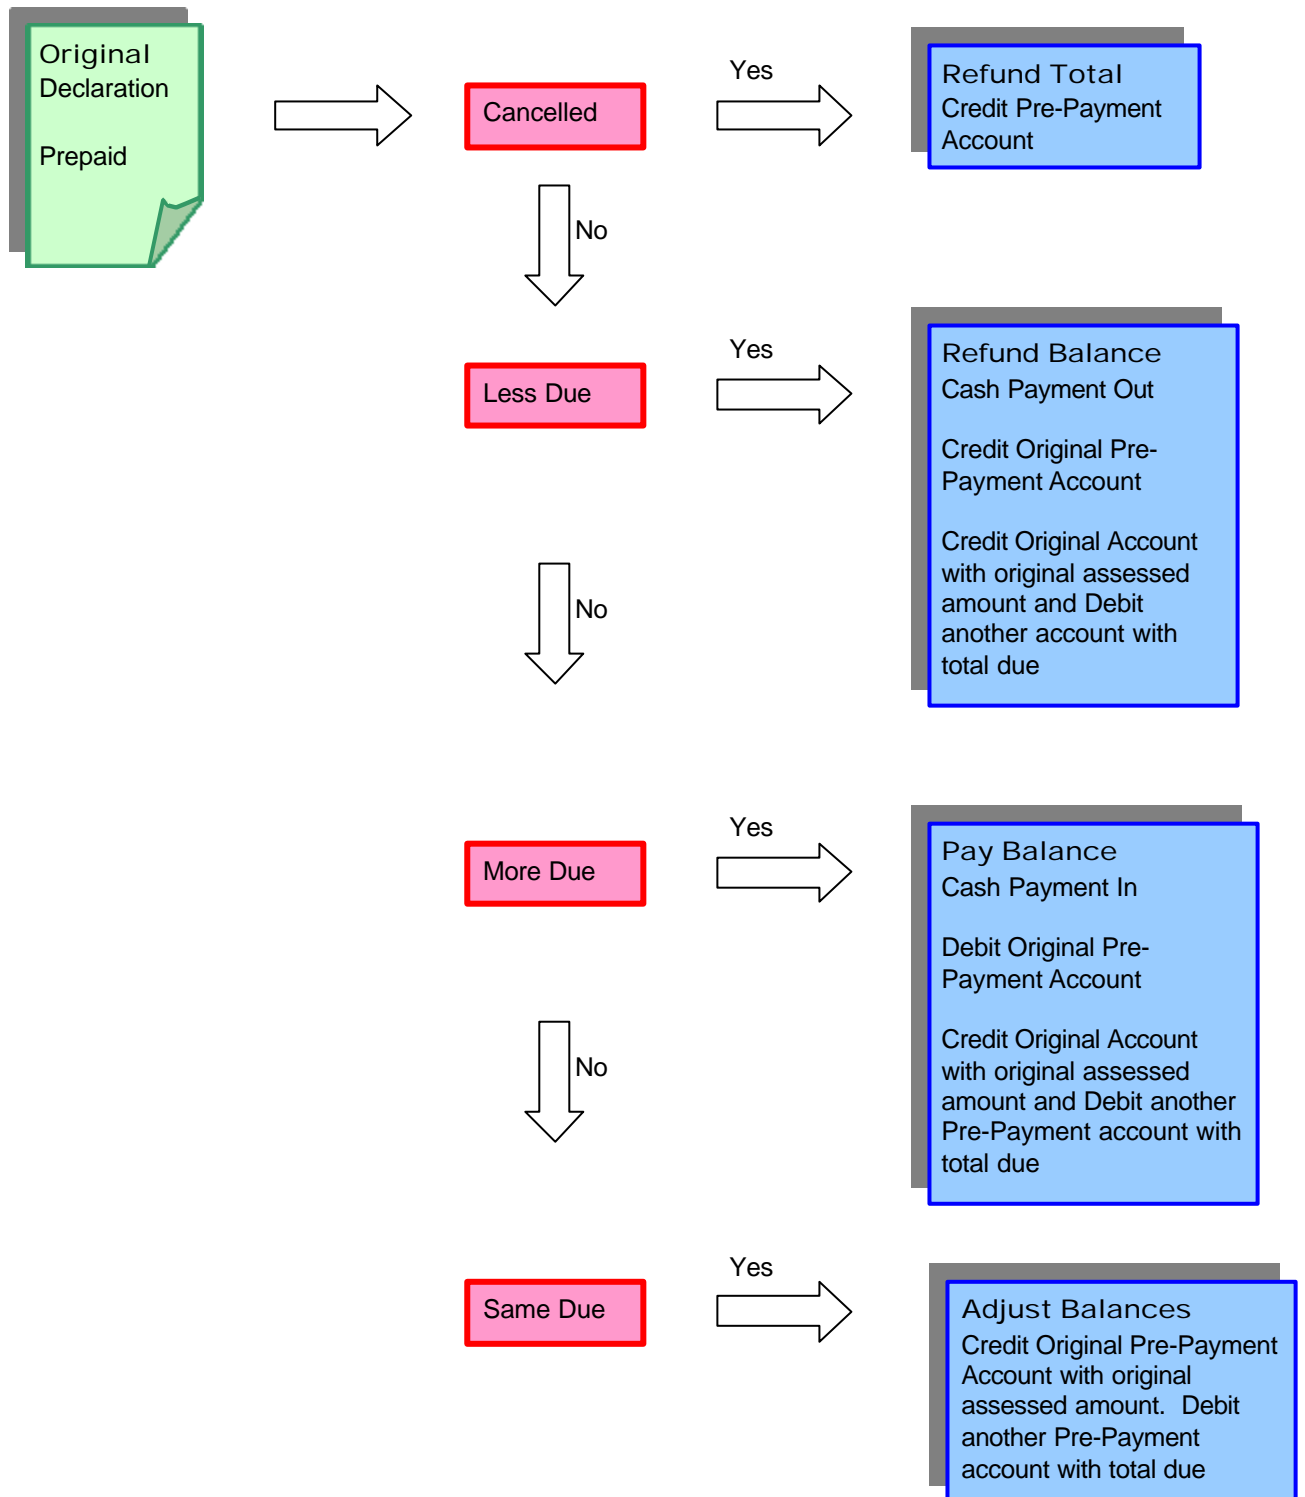 Original
Declaration
Prepaid
Cancelled
Yes
Refund Total
Credit Pre-Payment
Account
No
Less Due
Yes
Refund Balance
Cash Payment Out
Credit Original Pre-
Payment Account
Credit Original Account
with original assessed
amount and Debit
another account with
total due
No
More Due
Yes
Pay Balance
Cash Payment In
Debit Original Pre-
Payment Account
Credit Original Account
with original assessed
amount and Debit another
Pre-Payment account with
total due
No
Same Due
Yes
Adjust Balances
Credit Original Pre-Payment
Account with original
assessed amount.  Debit
another Pre-Payment
account with total due